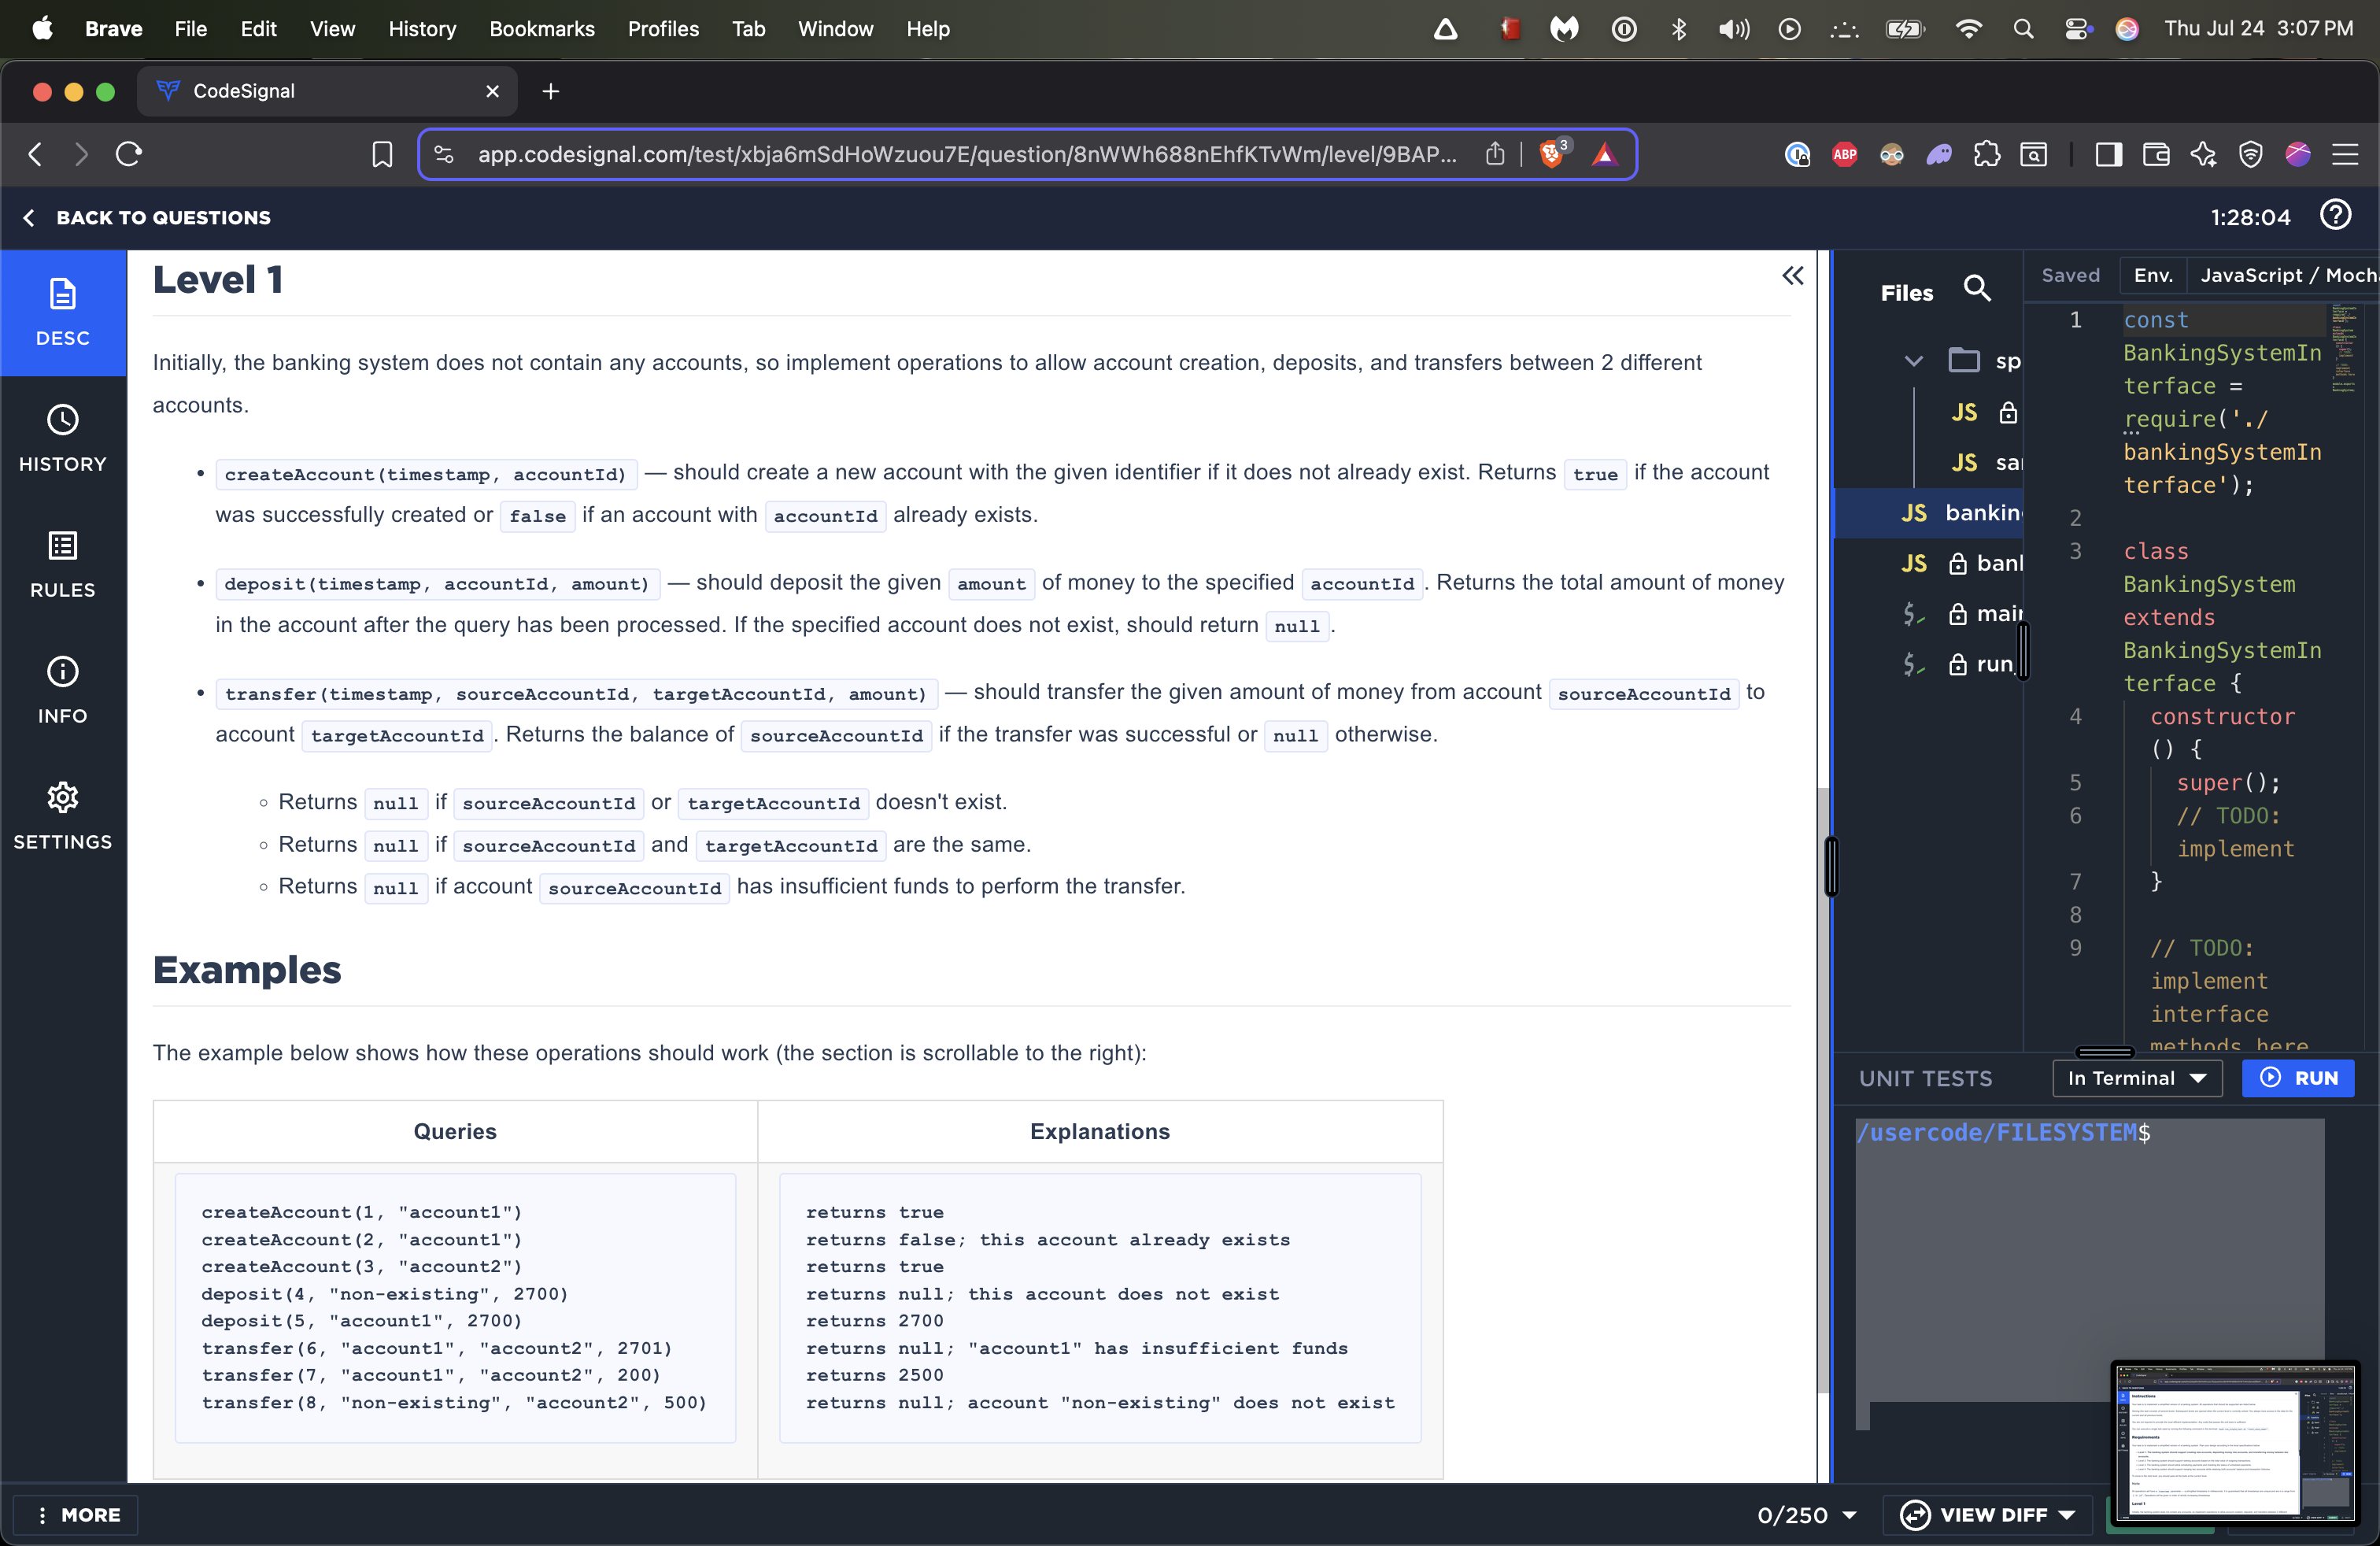 Brave File Edit View History Bookmarks Profiles Tab Window Help Thu Jul 24 3:07 PM
CodeSignal
app.codesignal.com/test/xbja6mSdHoWzuou7E/question/8nWWh688nEhfKTvWm/level/9BAP... 3 ABP
BACK TO QUESTIONS 1:28:04
DESC
HISTORY
RULES
INFO
SETTINGS
Level 1
Initially, the banking system does not contain any accounts, so implement operations to allow account creation, deposits, and transfers between 2 different
accounts.
• createAccount(timestamp, accountId) — should create a new account with the given identifier if it does not already exist. Returns true if the account
was successfully created or false if an account with accountId already exists.
• deposit(timestamp, accountId, amount) — should deposit the given amount of money to the specified accountId. Returns the total amount of money
in the account after the query has been processed. If the specified account does not exist, should return null.
• transfer(timestamp, sourceAccountId, targetAccountId, amount) — should transfer the given amount of money from account sourceAccountId to
account targetAccountId. Returns the balance of sourceAccountId if the transfer was successful or null otherwise.
◦ Returns null if sourceAccountId or targetAccountId doesn't exist.
◦ Returns null if sourceAccountId and targetAccountId are the same.
◦ Returns null if account sourceAccountId has insufficient funds to perform the transfer.
Examples
The example below shows how these operations should work (the section is scrollable to the right):
Queries Explanations
createAccount(1, "account1") returns true
createAccount(2, "account1") returns false; this account already exists
createAccount(3, "account2") returns true
deposit(4, "non-existing", 2700) returns null; this account does not exist
deposit(5, "account1", 2700) returns 2700
transfer(6, "account1", "account2", 2701) returns null; "account1" has insufficient funds
transfer(7, "account1", "account2", 200) returns 2500
transfer(8, "non-existing", "account2", 500) returns null; account "non-existing" does not exist
Files
sp
JS
JS sa
JS bankin
JS ban
$ main
$ run_
Saved Env. JavaScript / Moch
1 const
BankingSystemIn
terface =
require('./
bankingSystemIn
terface');
2
3 class
BankingSystem
extends
BankingSystemIn
terface {
4 constructor
() {
5 super();
6 // TODO:
implement
7 }
8
9 // TODO:
implement
interface
methods here
UNIT TESTS In Terminal RUN
/usercode/FILESYSTEM$
MORE 0/250 VIEW DIFF